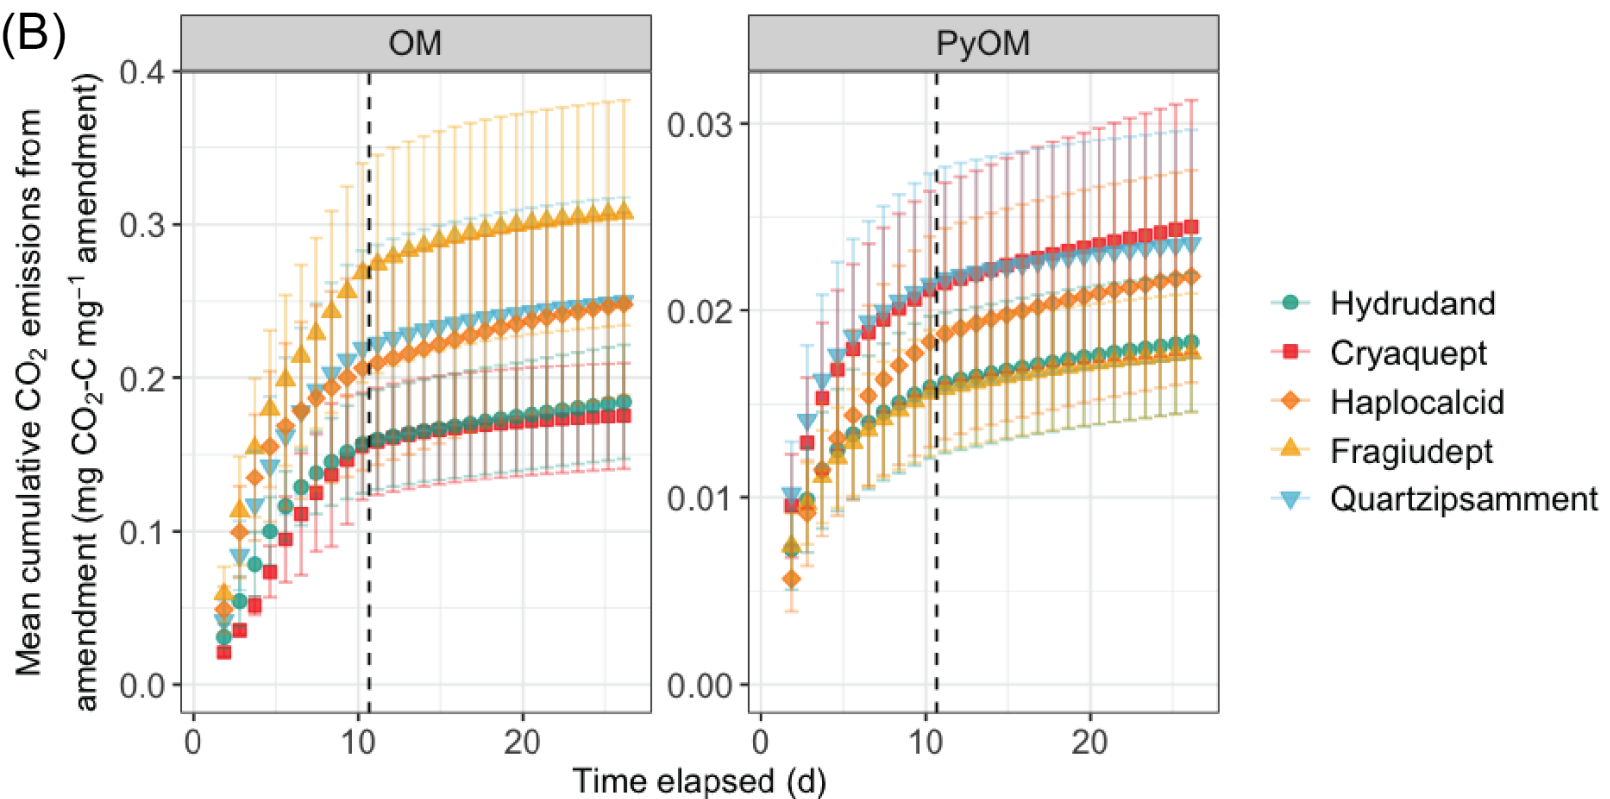 (B)
OM
PyOM
Mean cumulative CO₂ emissions from
amendment (mg CO₂-C mg⁻¹ amendment)
0.4
0.3
0.2
0.1
0.0
0.03
0.02
0.01
0.00
0
10
20
0
10
20
Time elapsed (d)
Hydrudand
Cryaquept
Haplocalcid
Fragiudept
Quartzipsamment